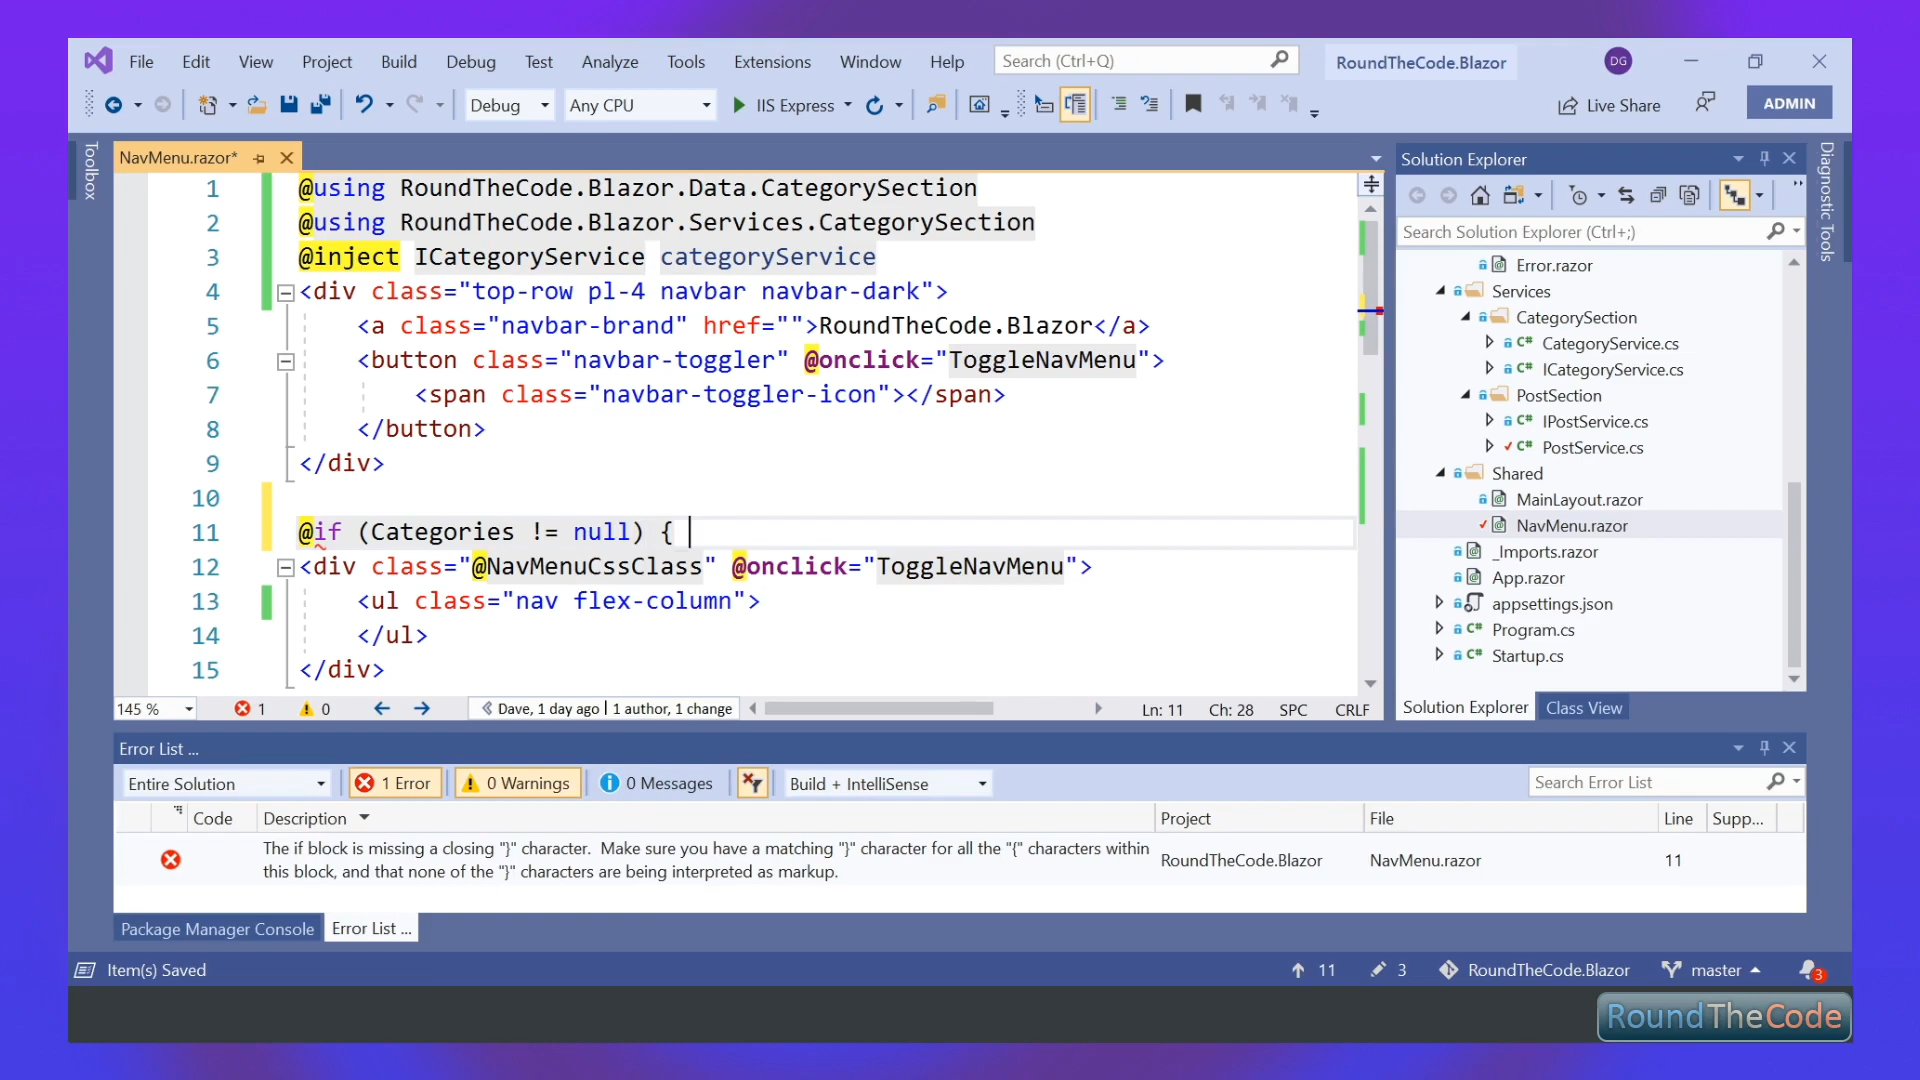 File Edit View Project Build Debug Test Analyze Tools Extensions Window Help Search (Ctrl+Q) RoundTheCode.Blazor DG
Debug Any CPU IIS Express Live Share ADMIN
Toolbox
NavMenu.razor*
1 @using RoundTheCode.Blazor.Data.CategorySection
2 @using RoundTheCode.Blazor.Services.CategorySection
3 @inject ICategoryService categoryService
4 <div class="top-row pl-4 navbar navbar-dark">
5 <a class="navbar-brand" href="">RoundTheCode.Blazor</a>
6 <button class="navbar-toggler" @onclick="ToggleNavMenu">
7 <span class="navbar-toggler-icon"></span>
8 </button>
9 </div>
10
11 @if (Categories != null) {
12 <div class="@NavMenuCssClass" @onclick="ToggleNavMenu">
13 <ul class="nav flex-column">
14 </ul>
15 </div>
145 % 1 0 Dave, 1 day ago | 1 author, 1 change Ln: 11 Ch: 28 SPC CRLF
Solution Explorer
Search Solution Explorer (Ctrl+;)
Error.razor
Services
CategorySection
C# CategoryService.cs
C# ICategoryService.cs
PostSection
C# IPostService.cs
C# PostService.cs
Shared
MainLayout.razor
NavMenu.razor
_Imports.razor
App.razor
appsettings.json
C# Program.cs
C# Startup.cs
Solution Explorer Class View
Diagnostic Tools
Error List ...
Entire Solution 1 Error 0 Warnings 0 Messages Build + IntelliSense Search Error List
Code Description Project File Line Supp...
The if block is missing a closing "}" character.  Make sure you have a matching "}" character for all the "{" characters within
this block, and that none of the "}" characters are being interpreted as markup.
RoundTheCode.Blazor NavMenu.razor 11
Package Manager Console Error List ...
Item(s) Saved 11 3 RoundTheCode.Blazor master 3
RoundTheCode